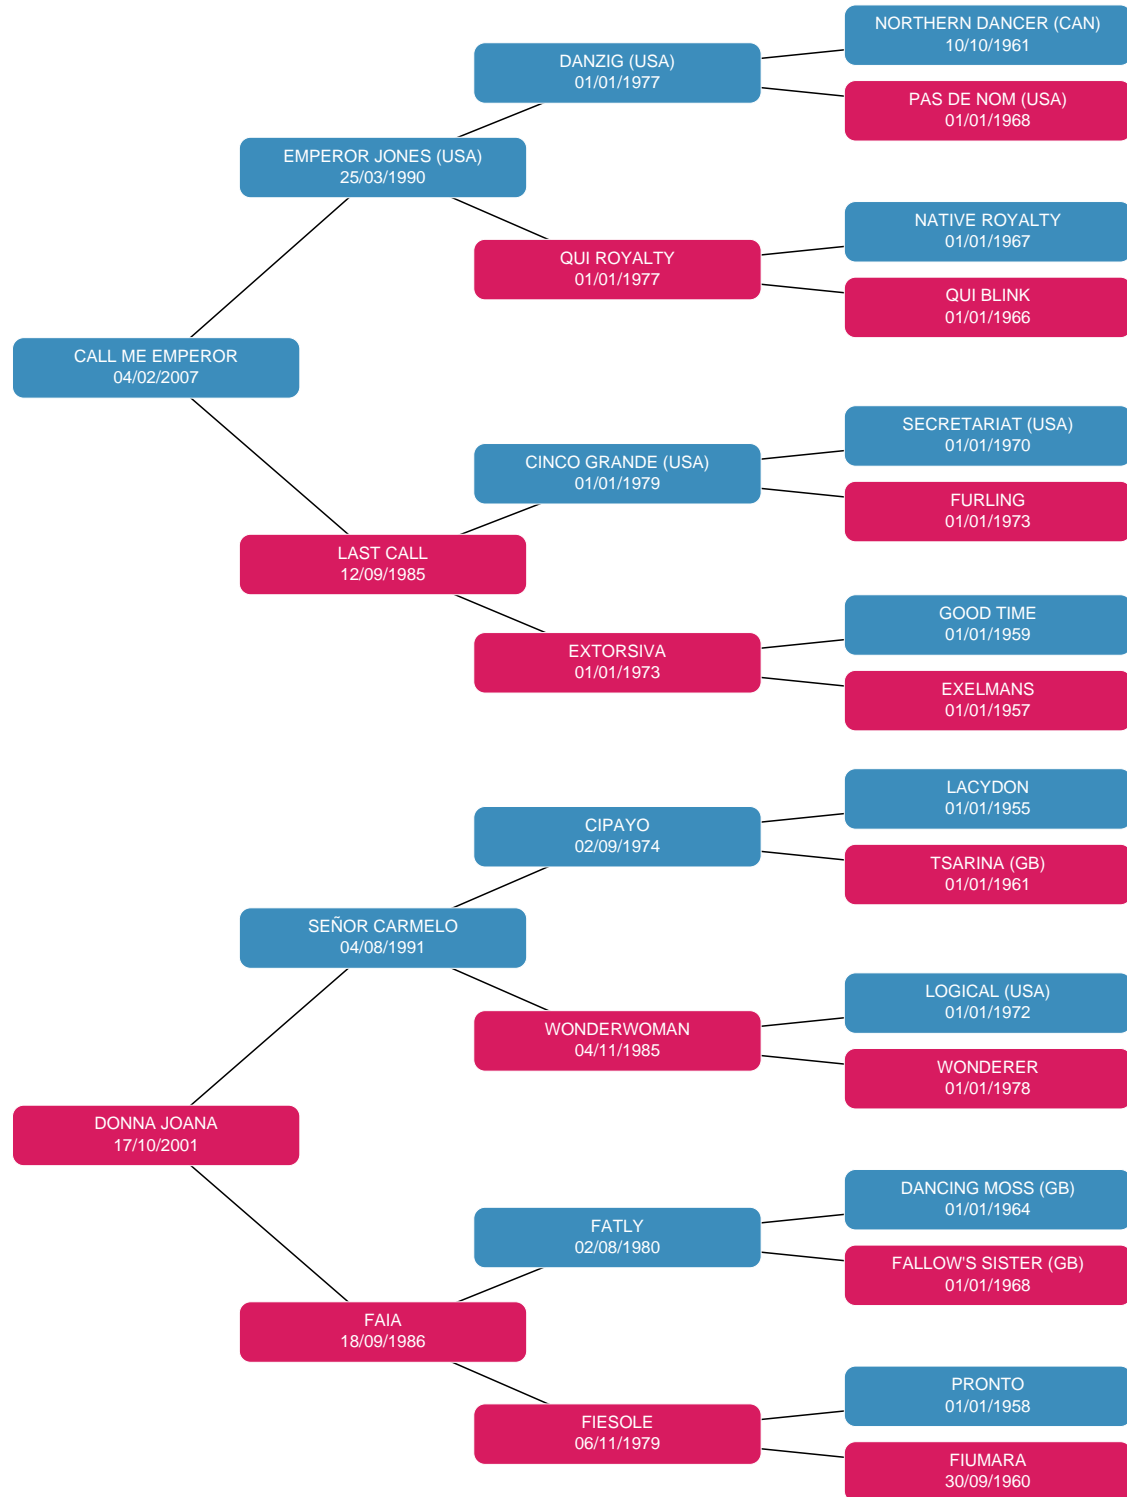 NORTHERN DANCER (CAN)
10/10/1961
DANZIG (USA)
01/01/1977
PAS DE NOM (USA)
01/01/1968
EMPEROR JONES (USA)
25/03/1990
NATIVE ROYALTY
01/01/1967
QUI ROYALTY
01/01/1977
QUI BLINK
01/01/1966
CALL ME EMPEROR
04/02/2007
SECRETARIAT (USA)
01/01/1970
CINCO GRANDE (USA)
01/01/1979
FURLING
01/01/1973
LAST CALL
12/09/1985
GOOD TIME
01/01/1959
EXTORSIVA
01/01/1973
EXELMANS
01/01/1957
LACYDON
01/01/1955
CIPAYO
02/09/1974
TSARINA (GB)
01/01/1961
SEÑOR CARMELO
04/08/1991
LOGICAL (USA)
01/01/1972
WONDERWOMAN
04/11/1985
WONDERER
01/01/1978
DONNA JOANA
17/10/2001
DANCING MOSS (GB)
01/01/1964
FATLY
02/08/1980
FALLOW'S SISTER (GB)
01/01/1968
FAIA
18/09/1986
PRONTO
01/01/1958
FIESOLE
06/11/1979
FIUMARA
30/09/1960